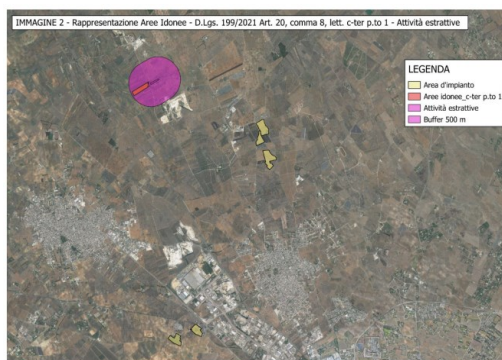 IMMAGINE 2 - Rappresentazione Aree Idonee - D.Lgs. 199/2021 Art. 20, comma 8, lett. c-ter p.to 1 - Attività estrattive
LEGENDA
Area d'impianto
Aree idonee_c-ter p.to 1
Attività estrattive
Buffer 500 m